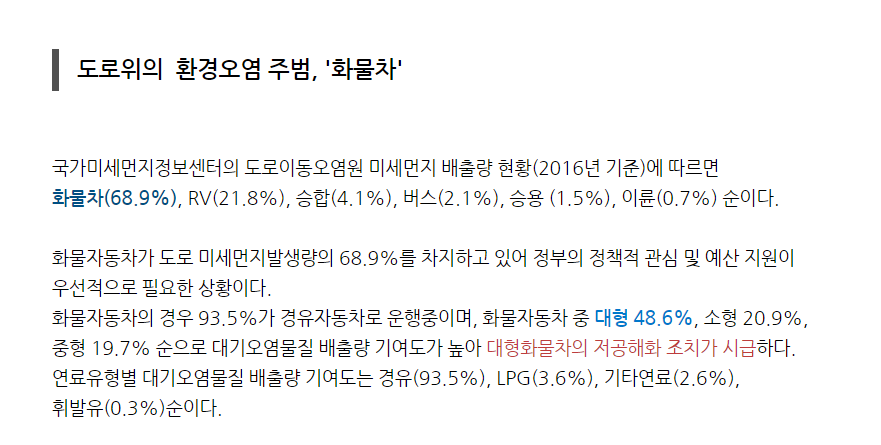 도로위의 환경오염 주범, '화물차'
국가미세먼지정보센터의 도로이동오염원 미세먼지 배출량 현황(2016년 기준)에 따르면
화물차(68.9%), RV(21.8%), 승합(4.1%), 버스(2.1%), 승용 (1.5%), 이륜(0.7%) 순이다.
화물자동차가 도로 미세먼지발생량의 68.9%를 차지하고 있어 정부의 정책적 관심 및 예산 지원이
우선적으로 필요한 상황이다.
화물자동차의 경우 93.5%가 경유자동차로 운행중이며, 화물자동차 중 대형 48.6%, 소형 20.9%,
중형 19.7% 순으로 대기오염물질 배출량 기여도가 높아 대형화물차의 저공해화 조치가 시급하다.
연료유형별 대기오염물질 배출량 기여도는 경유(93.5%), LPG(3.6%), 기타연료(2.6%),
휘발유(0.3%)순이다.